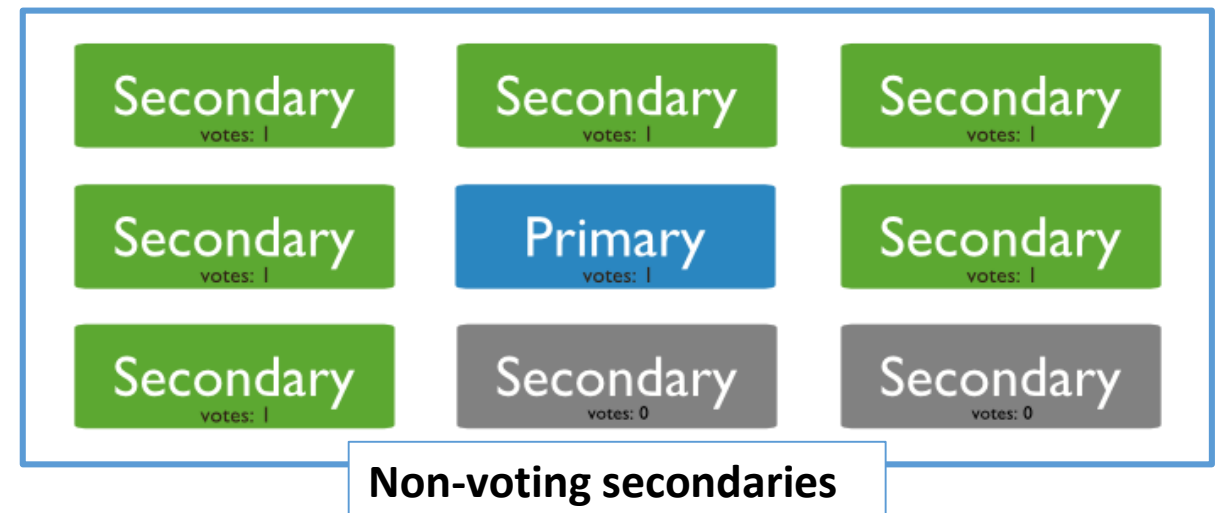 Secondary Secondary Secondary
votes: 1 votes: 1 votes: 1
Secondary Primary Secondary
votes: 1 votes: 1 votes: 1
Secondary Secondary Secondary
votes: 1 votes: 0 votes: 0
Non-voting secondaries